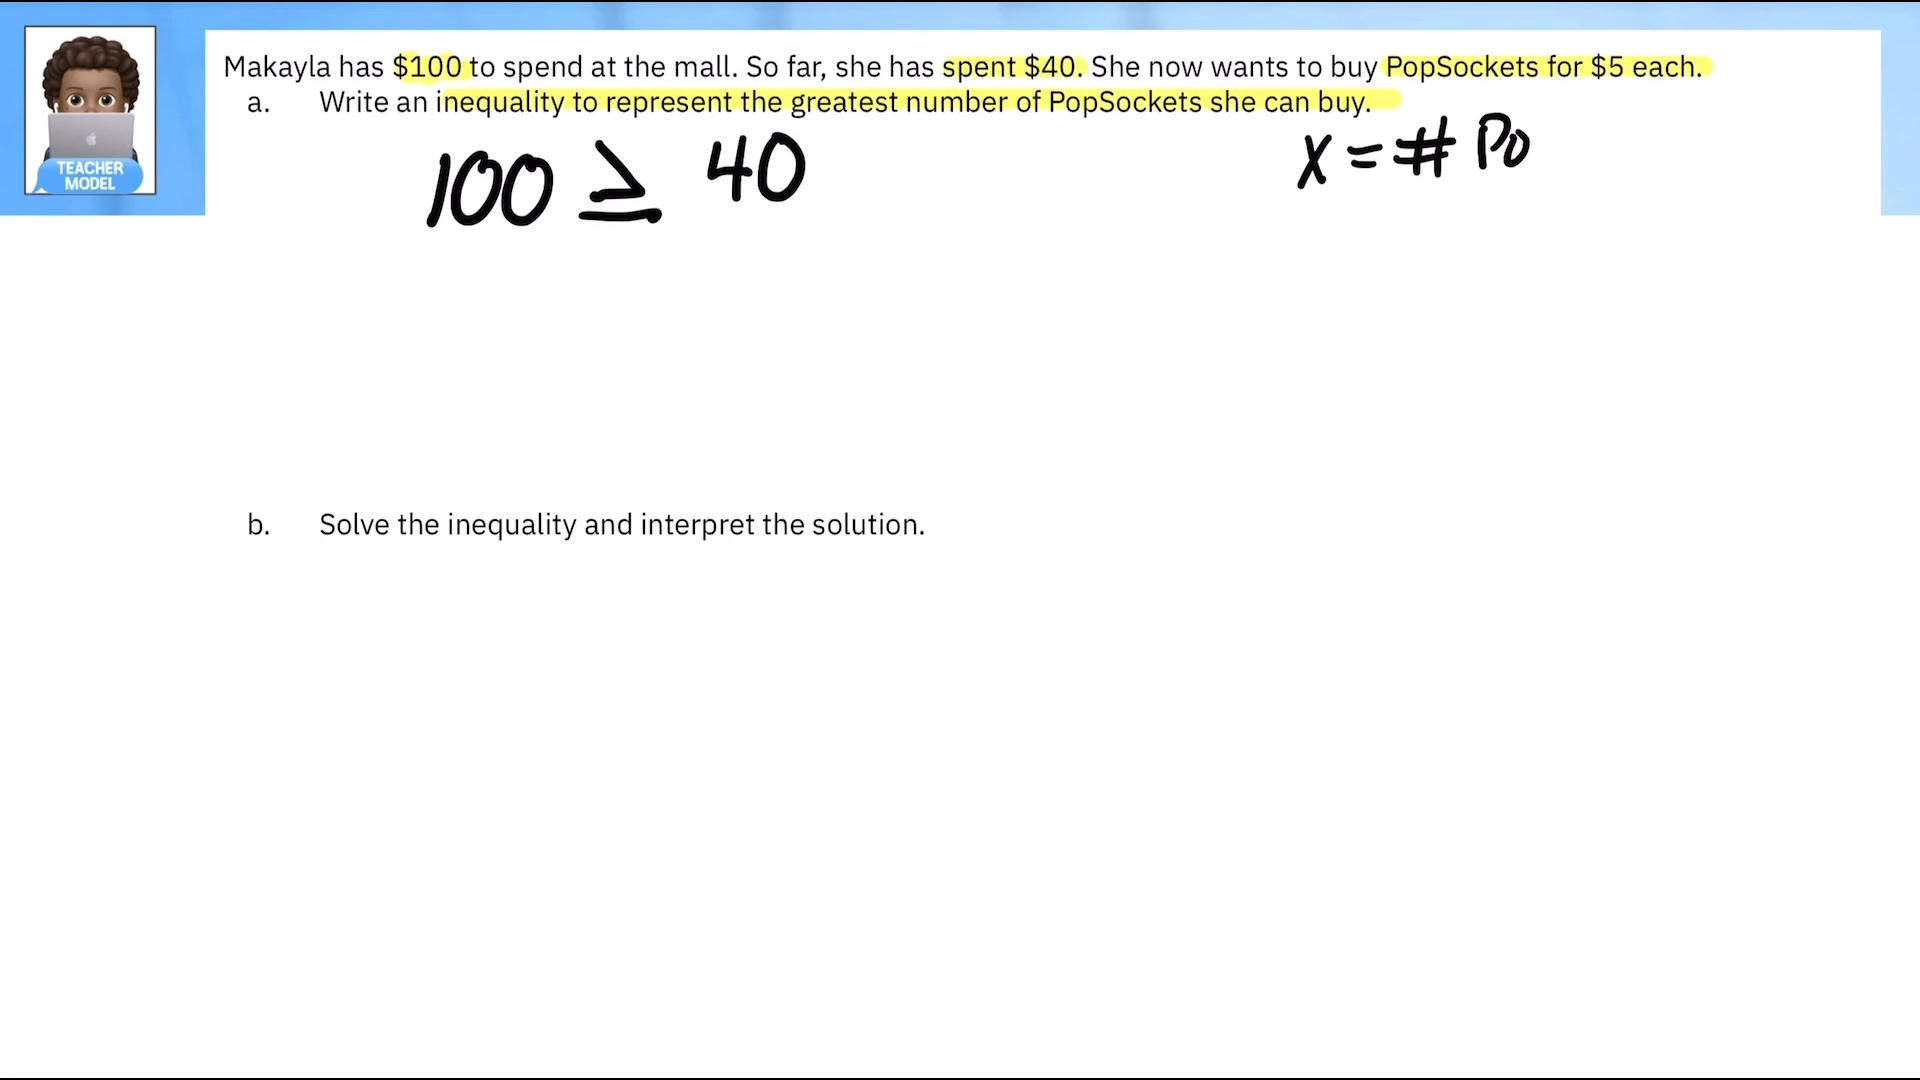 TEACHER
MODEL
Makayla has $100 to spend at the mall. So far, she has spent $40. She now wants to buy PopSockets for $5 each.
a. Write an inequality to represent the greatest number of PopSockets she can buy.
100 ≥ 40
x = # Po
b. Solve the inequality and interpret the solution.